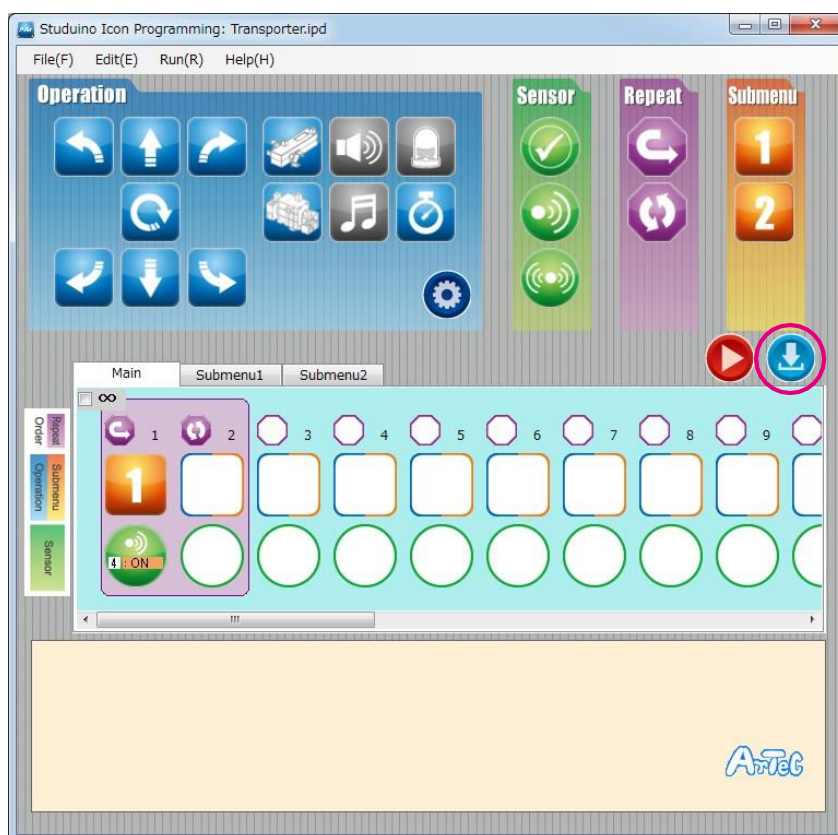 Studuino Icon Programming: Transporter.ipd
File(F) Edit(E) Run(R) Help(H)
Operation
Sensor
Repeat
Submenu
1
2
Main Submenu1 Submenu2
∞
Repeat
Order
1 2 3 4 5 6 7 8 9
Submenu
Operation
1
Sensor
4 : ON
ArTeC